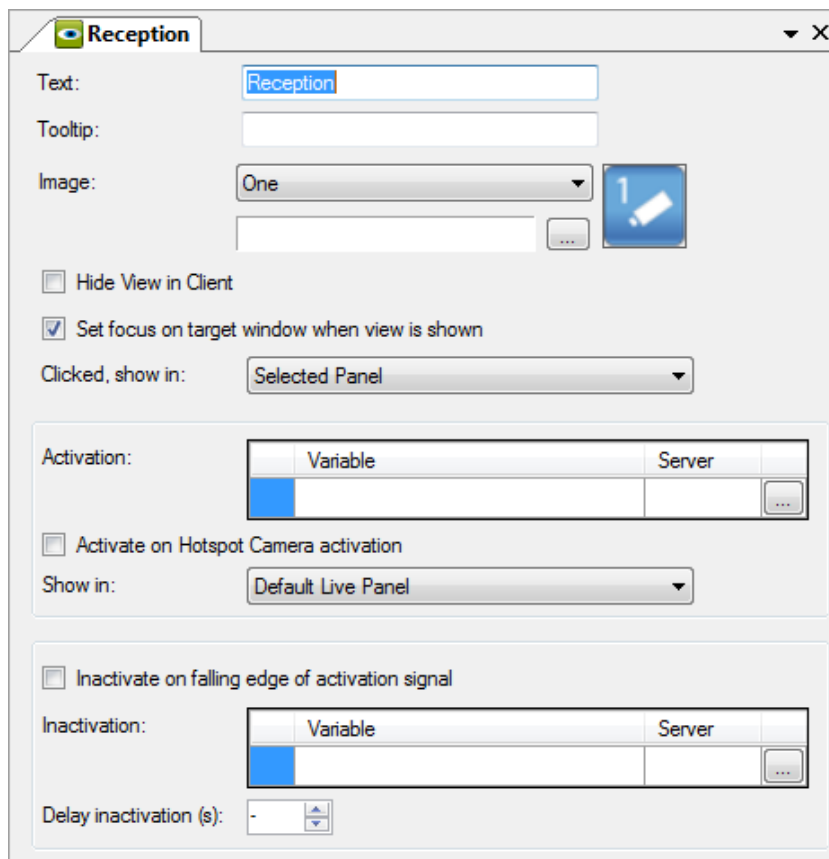 Reception
Text: Reception
Tooltip:
Image: One
1
...
Hide View in Client
Set focus on target window when view is shown
Clicked, show in: Selected Panel
Activation: Variable Server
...
Activate on Hotspot Camera activation
Show in: Default Live Panel
Inactivate on falling edge of activation signal
Inactivation: Variable Server
...
Delay inactivation (s): -